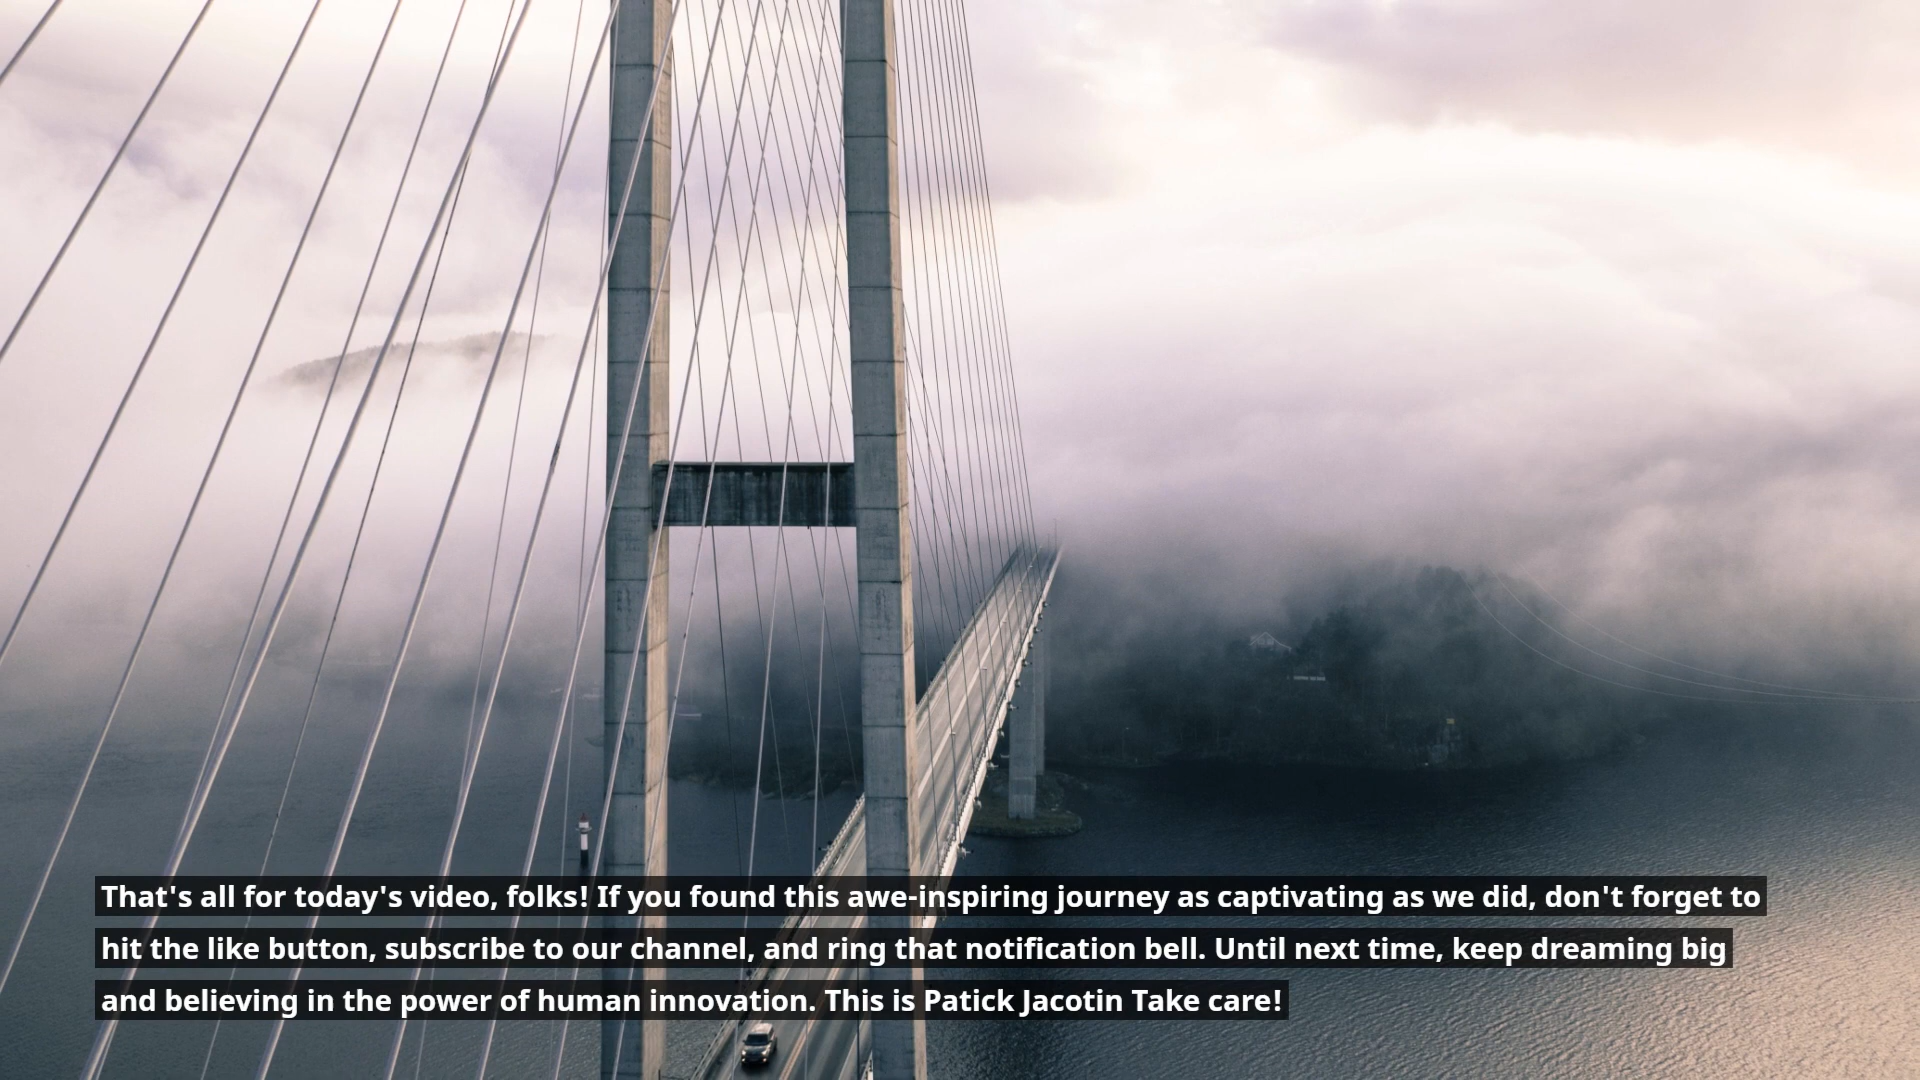 That's all for today's video, folks! If you found this awe-inspiring journey as captivating as we did, don't forget to
hit the like button, subscribe to our channel, and ring that notification bell. Until next time, keep dreaming big
and believing in the power of human innovation. This is Patick Jacotin Take care!